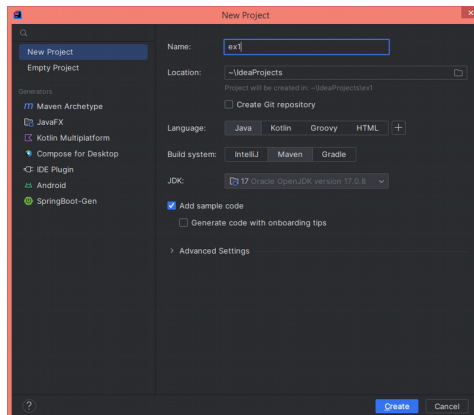 New Project
New Project
Empty Project
Generators
Maven Archetype
JavaFX
Kotlin Multiplatform
Compose for Desktop
IDE Plugin
Android
SpringBoot-Gen
Name: ex1
Location: ~\IdeaProjects
Project will be created in: ~\IdeaProjects\ex1
Create Git repository
Language: Java Kotlin Groovy HTML +
Build system: IntelliJ Maven Gradle
JDK: 17 Oracle OpenJDK version 17.0.8
Add sample code
Generate code with onboarding tips
> Advanced Settings
? Create Cancel